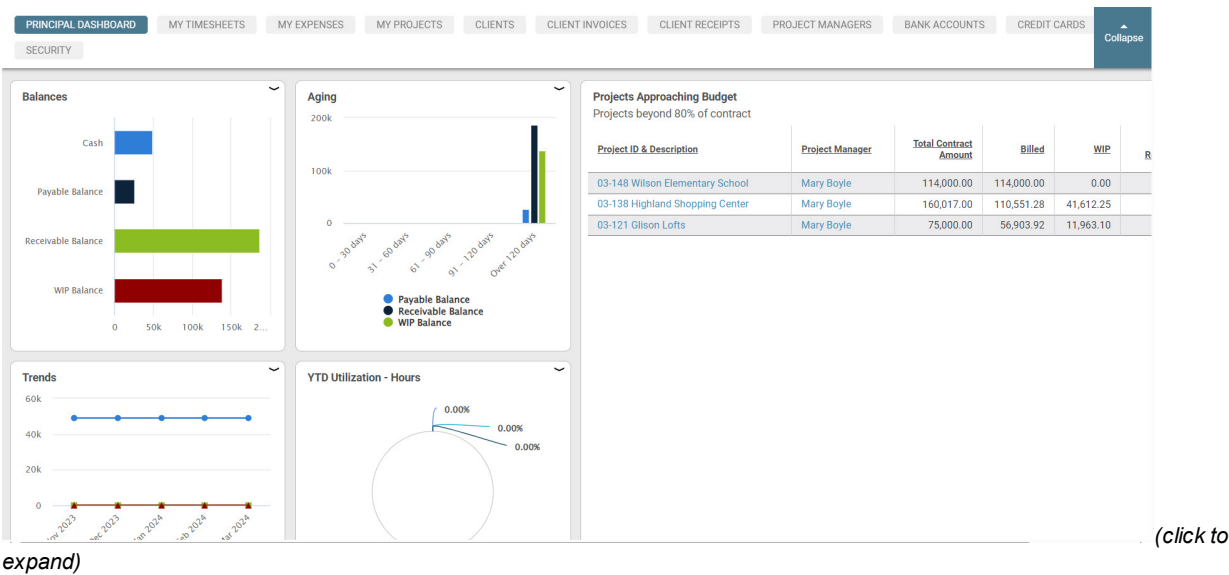 PRINCIPAL DASHBOARD MY TIMESHEETS MY EXPENSES MY PROJECTS CLIENTS CLIENT INVOICES CLIENT RECEIPTS PROJECT MANAGERS BANK ACCOUNTS CREDIT CARDS Collapse
SECURITY
Balances
Cash
Payable Balance
Receivable Balance
WIP Balance
0 50k 100k 150k 2...
Aging
200k
100k
0
0 - 30 days 31 - 60 days 61 - 90 days 91 - 120 days Over 120 days
Payable Balance
Receivable Balance
WIP Balance
Projects Approaching Budget
Projects beyond 80% of contract
Project ID & Description Project Manager Total Contract Amount Billed WIP R
03-148 Wilson Elementary School Mary Boyle 114,000.00 114,000.00 0.00
03-138 Highland Shopping Center Mary Boyle 160,017.00 110,551.28 41,612.25
03-121 Glison Lofts Mary Boyle 75,000.00 56,903.92 11,963.10
Trends
60k
40k
20k
0
Nov 2023 Dec 2023 Jan 2024 Feb 2024 Mar 2024
YTD Utilization - Hours
0.00%
0.00%
0.00%
(click to
expand)